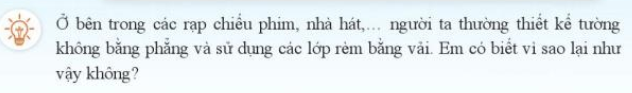 Ở bên trong các rạp chiếu phim, nhà hát,... người ta thường thiết kế tường
không bằng phẳng và sử dụng các lớp rèm bằng vải. Em có biết vì sao lại như
vậy không?